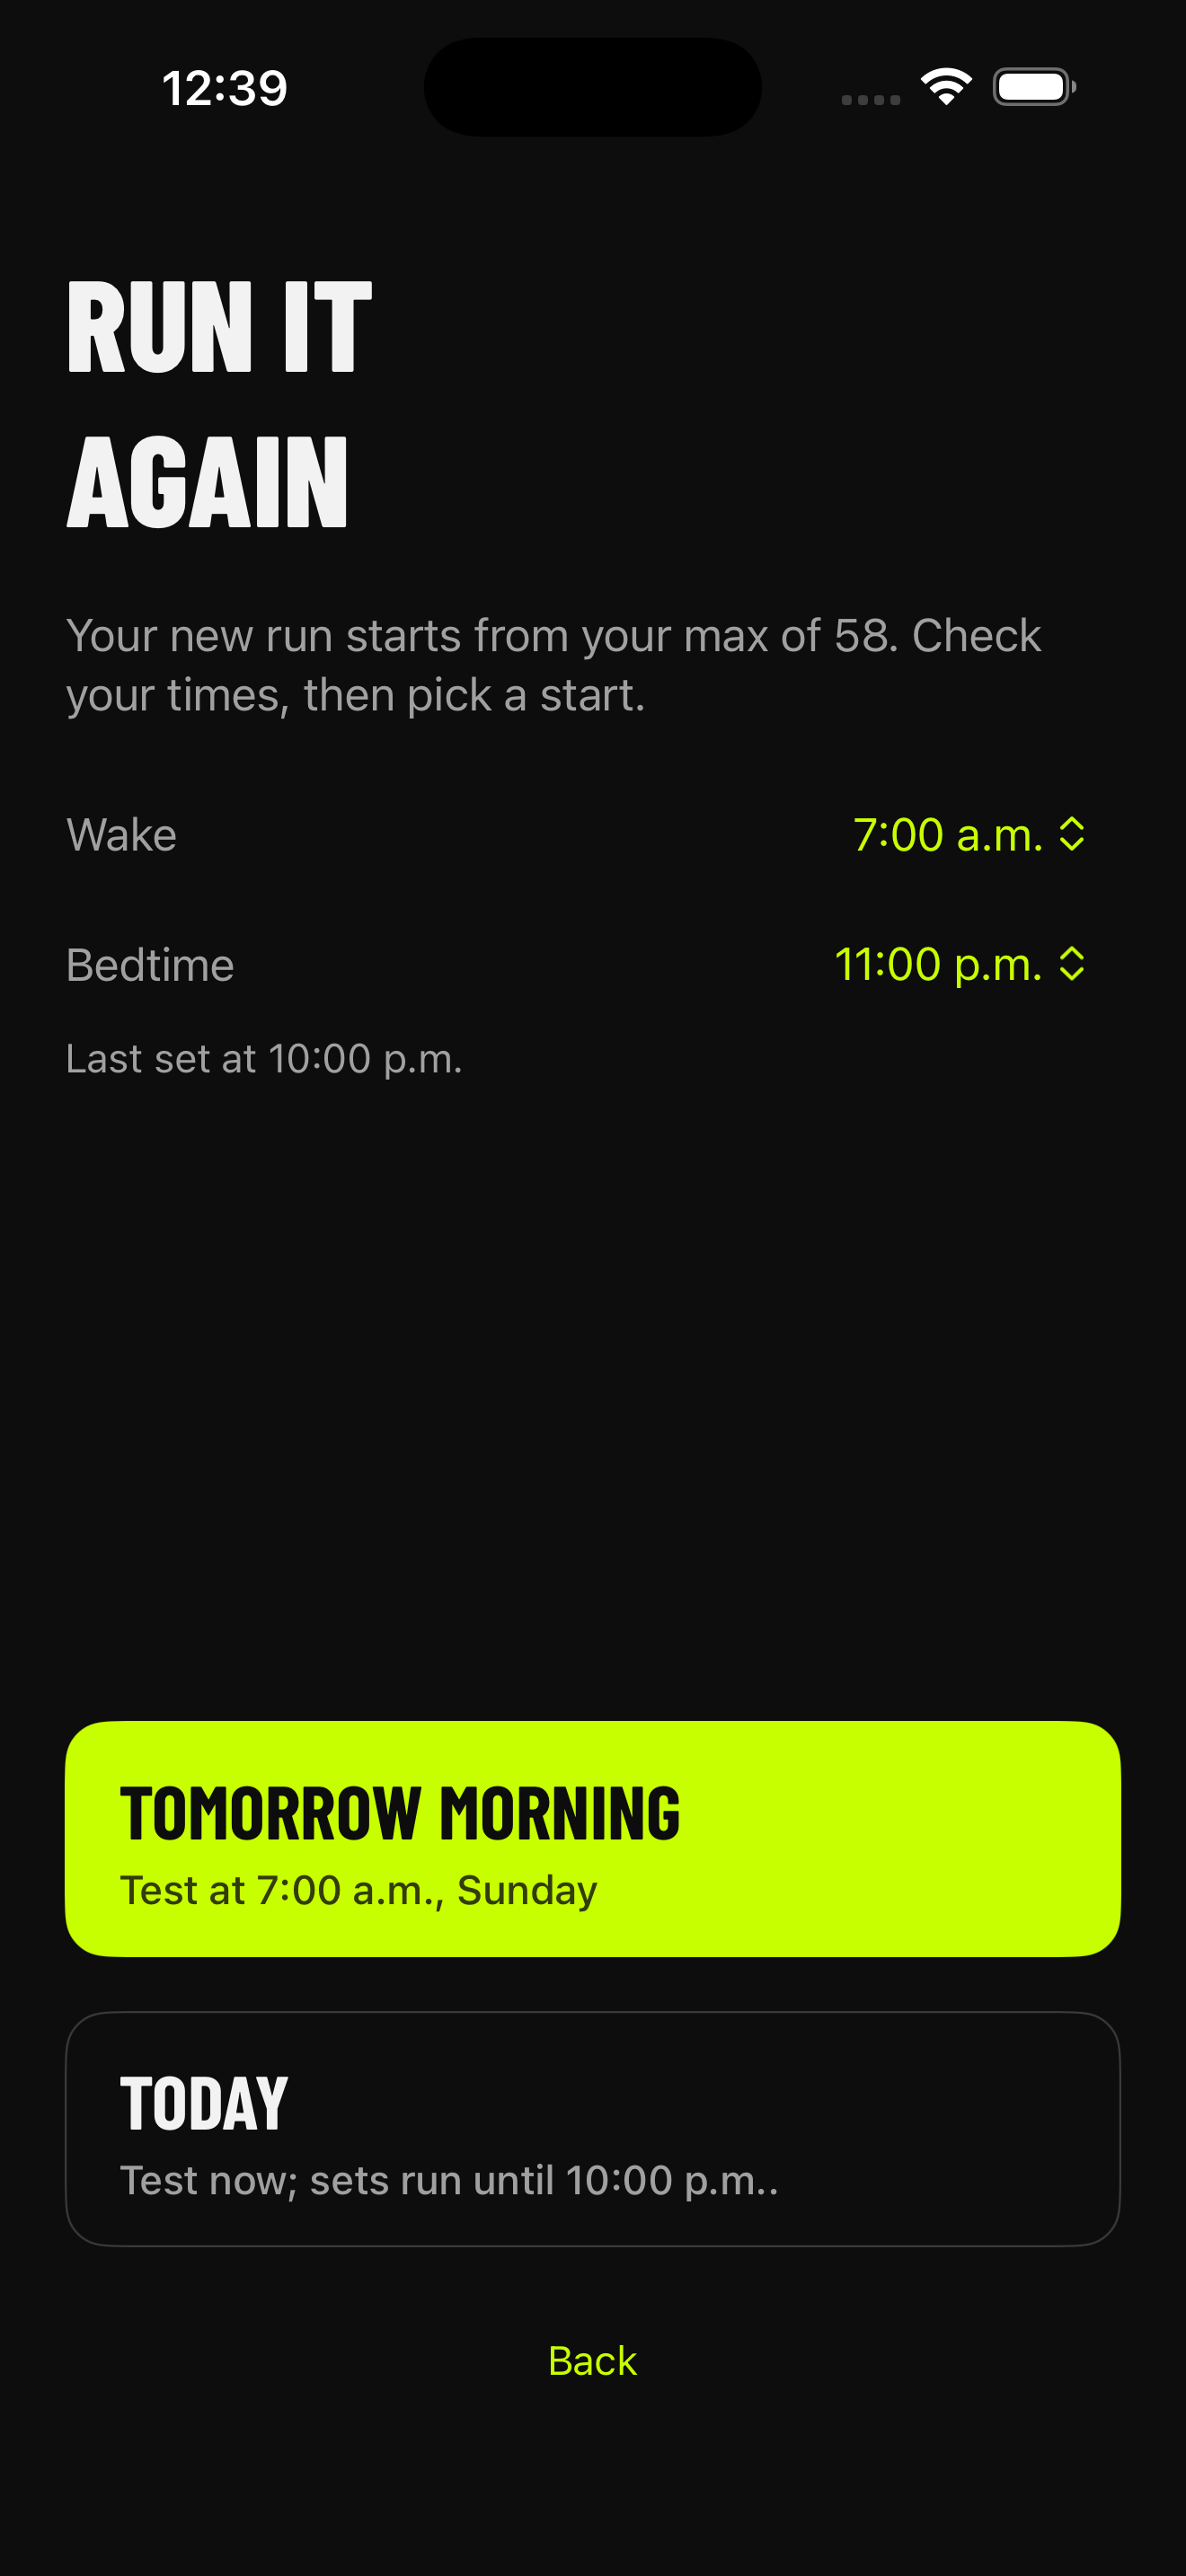 12:39
RUN IT
AGAIN
Your new run starts from your max of 58. Check
your times, then pick a start.
Wake 7:00 a.m.
Bedtime 11:00 p.m.
Last set at 10:00 p.m.
TOMORROW MORNING
Test at 7:00 a.m., Sunday
TODAY
Test now; sets run until 10:00 p.m..
Back